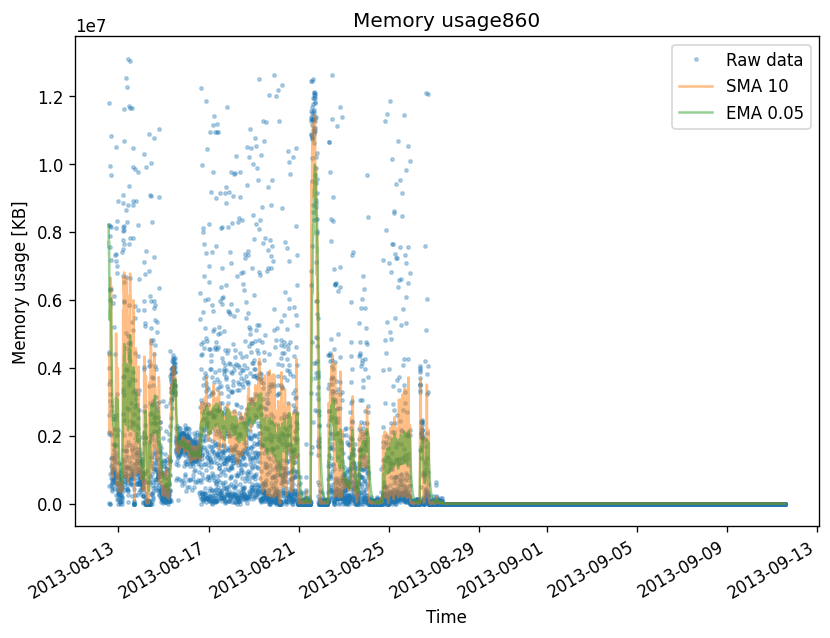 Memory usage860
1e7
Raw data
SMA 10
EMA 0.05
1.2
1.0
0.8
0.6
0.4
0.2
0.0
Memory usage [KB]
2013-08-13
2013-08-17
2013-08-21
2013-08-25
2013-08-29
2013-09-01
2013-09-05
2013-09-09
2013-09-13
Time